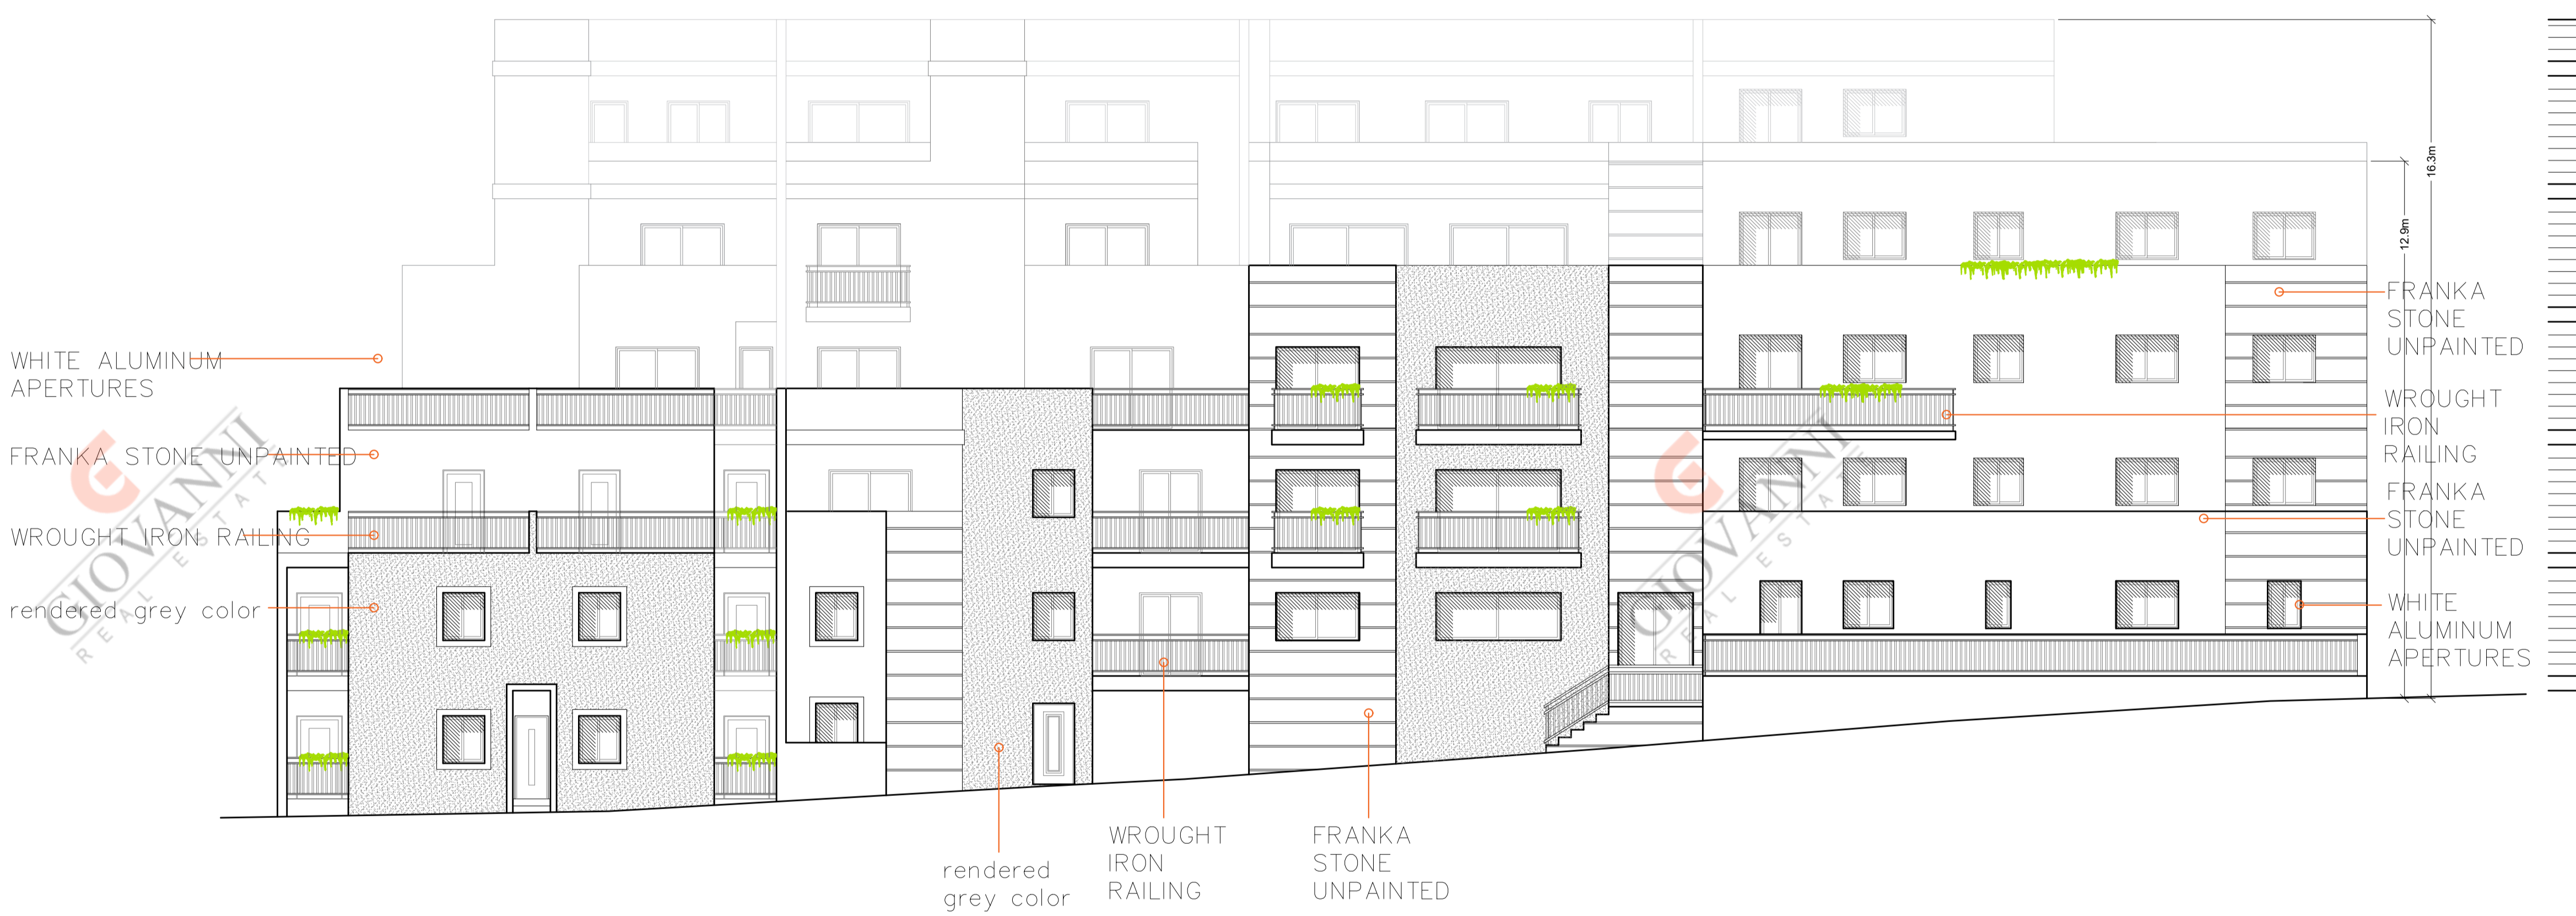 16.3m
12.9m
WHITE ALUMINUM
APERTURES
FRANKA STONE UNPAINTED
WROUGHT IRON RAILING
rendered grey color
GIOVANNI
REAL ESTATE
rendered
grey color
WROUGHT
IRON
RAILING
FRANKA
STONE
UNPAINTED
GIOVANNI
REAL ESTATE
FRANKA
STONE
UNPAINTED
WROUGHT
IRON
RAILING
FRANKA
STONE
UNPAINTED
WHITE
ALUMINUM
APERTURES